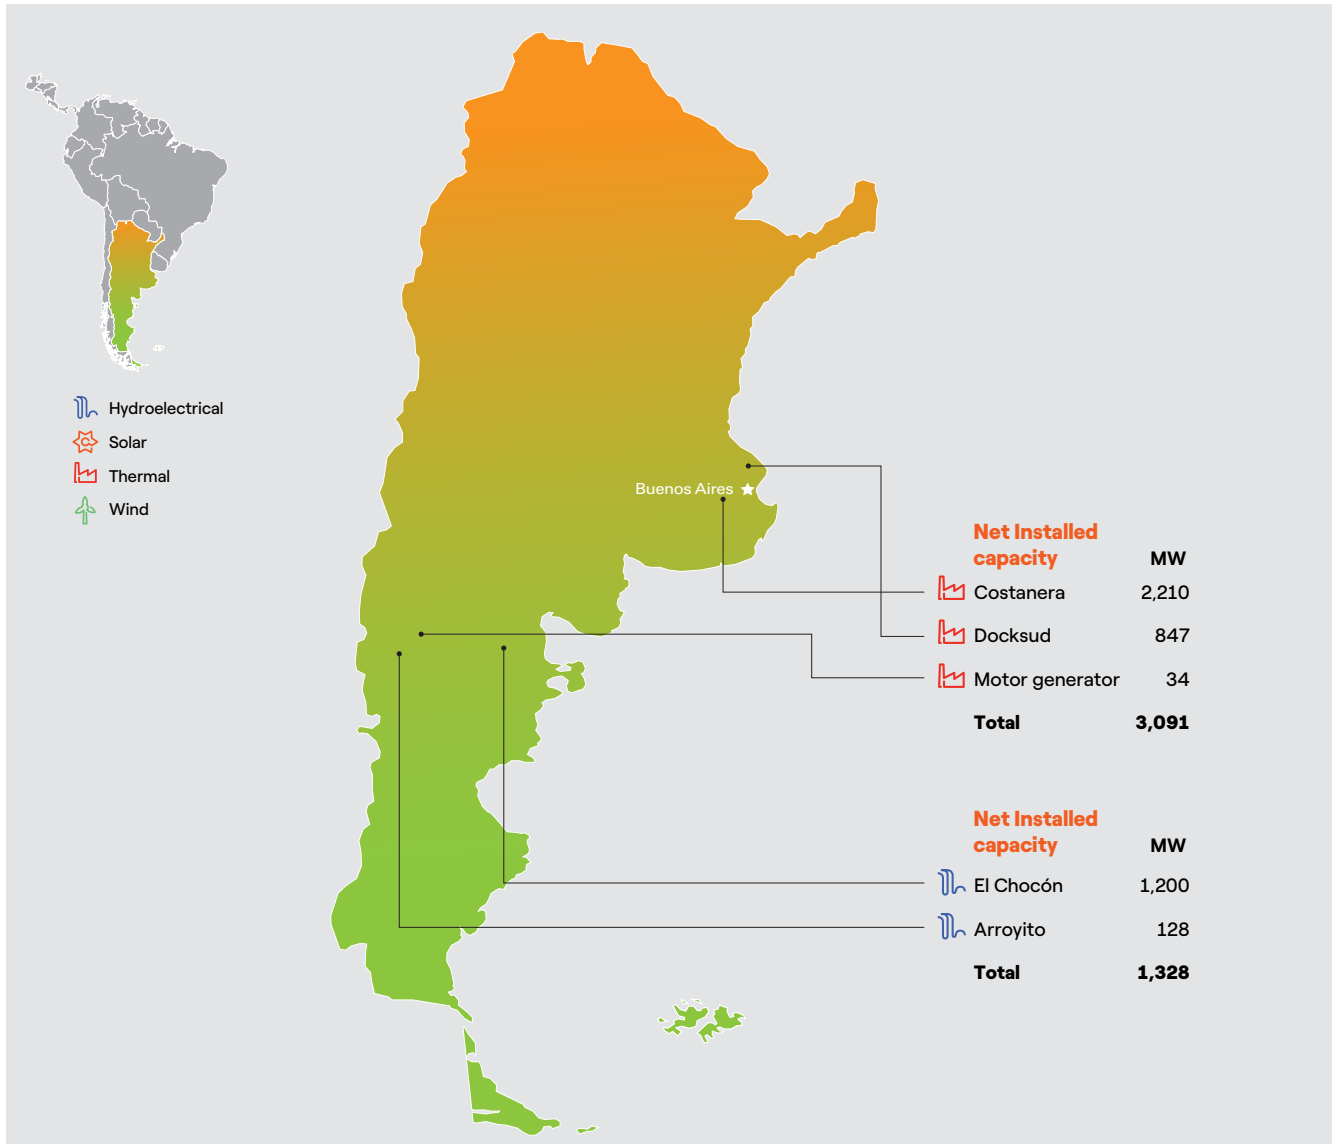 Hydroelectrical
Solar
Thermal
Wind
Buenos Aires
Net Installed
capacity MW
Costanera 2,210
Docksud 847
Motor generator 34
Total 3,091
Net Installed
capacity MW
El Chocón 1,200
Arroyito 128
Total 1,328